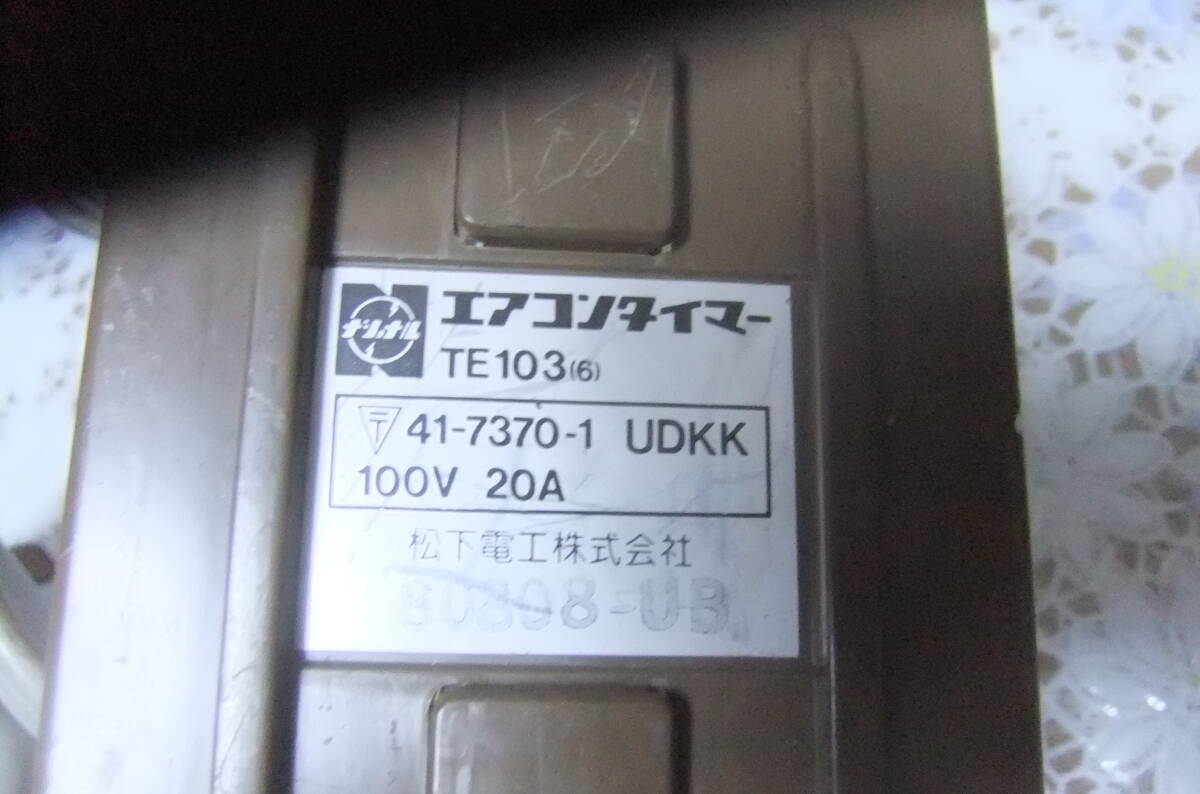 ナショナル
エアコンタイマー
TE103(6)
〒 41-7370-1 UDKK
100V 20A
松下電工株式会社